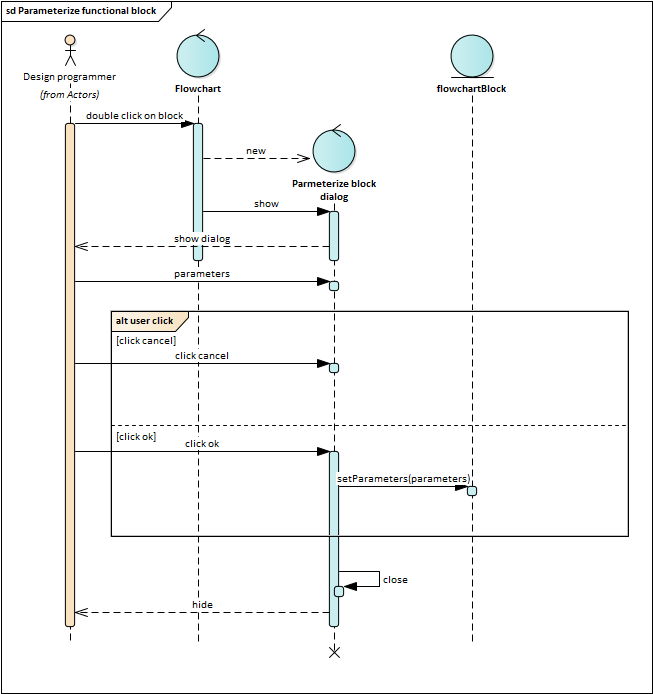 sd Parameterize functional block
Design programmer
(from Actors)
Flowchart
flowchartBlock
double click on block
new
Parmeterize block
dialog
show
show dialog
parameters
alt user click
[click cancel]
click cancel
[click ok]
click ok
setParameters(parameters)
close
hide